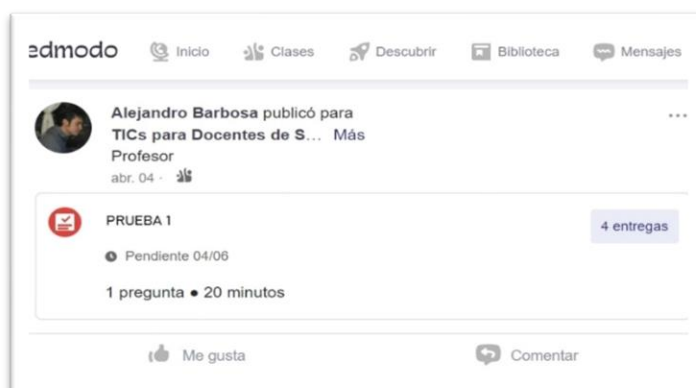 edmodo Inicio Clases Descubrir Biblioteca Mensajes
Alejandro Barbosa publicó para
TICs para Docentes de S... Más
Profesor
abr. 04 ·
PRUEBA 1
4 entregas
Pendiente 04/06
1 pregunta • 20 minutos
Me gusta Comentar